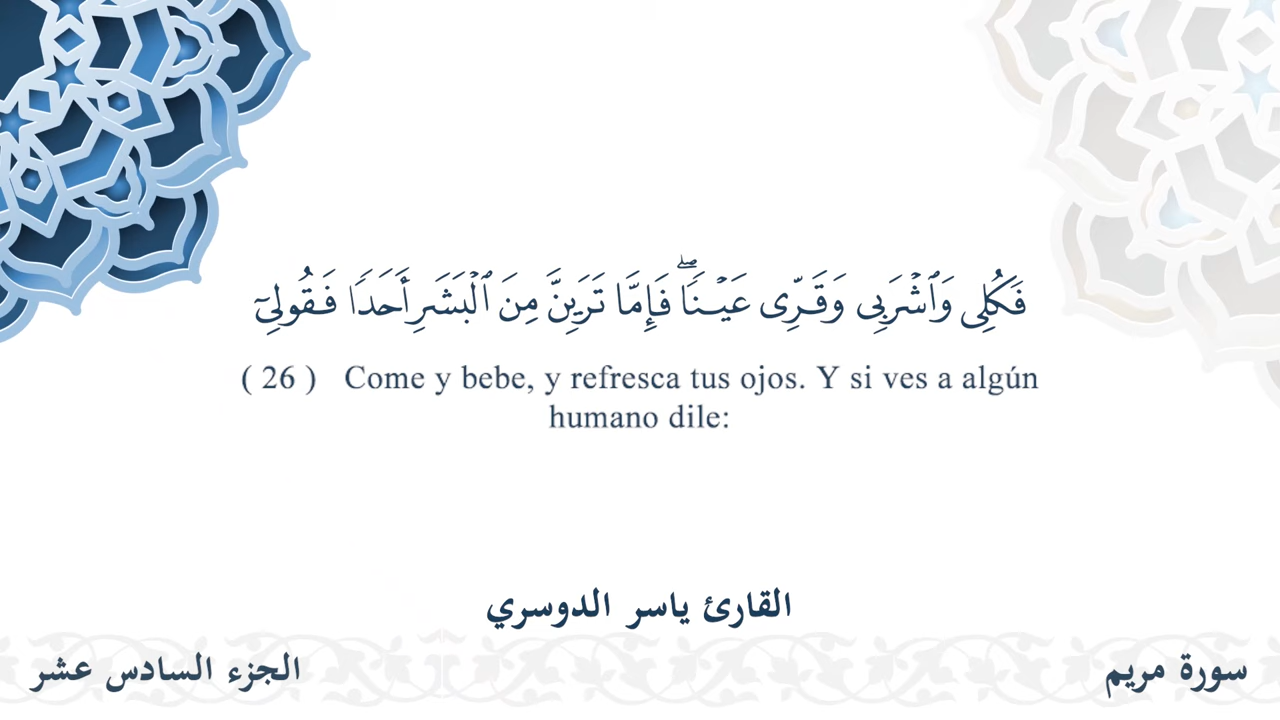 فَكُلِى وَٱشْرَبِى وَقَرِّى عَيْنًا ۖ فَإِمَّا تَرَيِنَّ مِنَ ٱلْبَشَرِ أَحَدًا فَقُولِىٓ
( 26 ) Come y bebe, y refresca tus ojos. Y si ves a algún
humano dile:
القارئ ياسر الدوسري
سورة مريم
الجزء السادس عشر